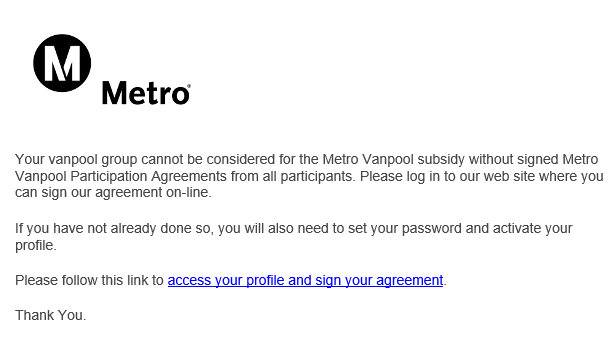 M
Metro
Your vanpool group cannot be considered for the Metro Vanpool subsidy without signed Metro
Vanpool Participation Agreements from all participants. Please log in to our web site where you
can sign our agreement on-line.
If you have not already done so, you will also need to set your password and activate your
profile.
Please follow this link to access your profile and sign your agreement.
Thank You.